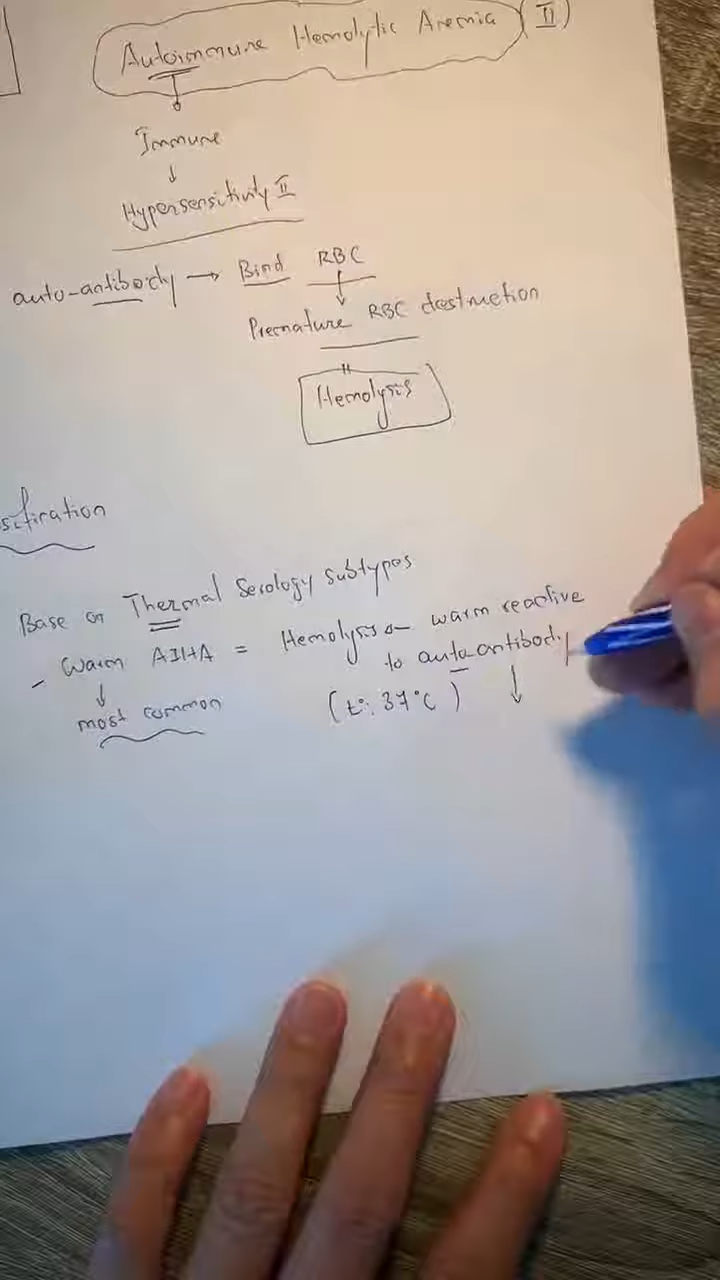 Autoimmune Hemolytic Anemia (II)
Immune
↓
Hypersensitivity II
auto-antibody → Bind RBC
Premature RBC destruction
Hemolysis
Base on Thermal Serology subtypes
- Warm AIHA = Hemolysis warm reactive
to auto antibody
↓
most common
(t°: 37°C)
↓